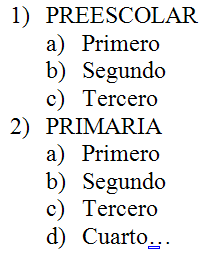 1) PREESCOLAR
a) Primero
b) Segundo
c) Tercero
2) PRIMARIA
a) Primero
b) Segundo
c) Tercero
d) Cuarto…